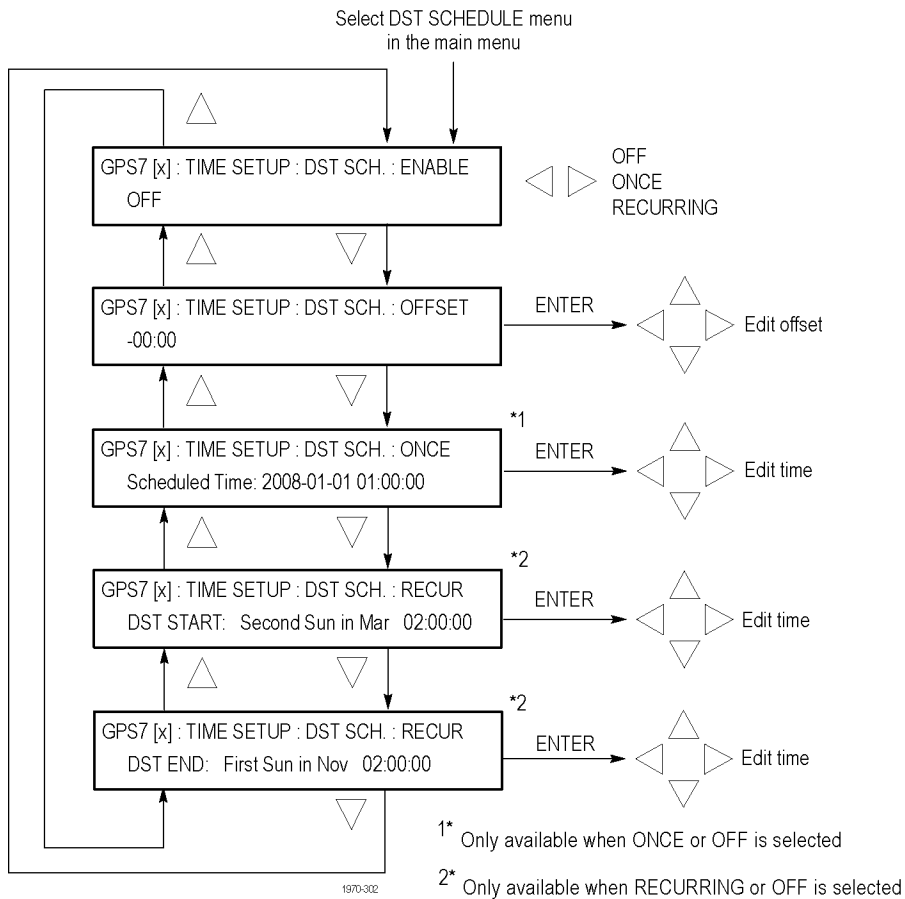 Select DST SCHEDULE menu
in the main menu
GPS7 [x] : TIME SETUP : DST SCH. : ENABLE
OFF
OFF
ONCE
RECURRING
GPS7 [x] : TIME SETUP : DST SCH. : OFFSET
-00:00
ENTER
Edit offset
GPS7 [x] : TIME SETUP : DST SCH. : ONCE
Scheduled Time: 2008-01-01 01:00:00
*1
ENTER
Edit time
GPS7 [x] : TIME SETUP : DST SCH. : RECUR
DST START: Second Sun in Mar 02:00:00
*2
ENTER
Edit time
GPS7 [x] : TIME SETUP : DST SCH. : RECUR
DST END: First Sun in Nov 02:00:00
*2
ENTER
Edit time
1* Only available when ONCE or OFF is selected
2* Only available when RECURRING or OFF is selected
1970-302